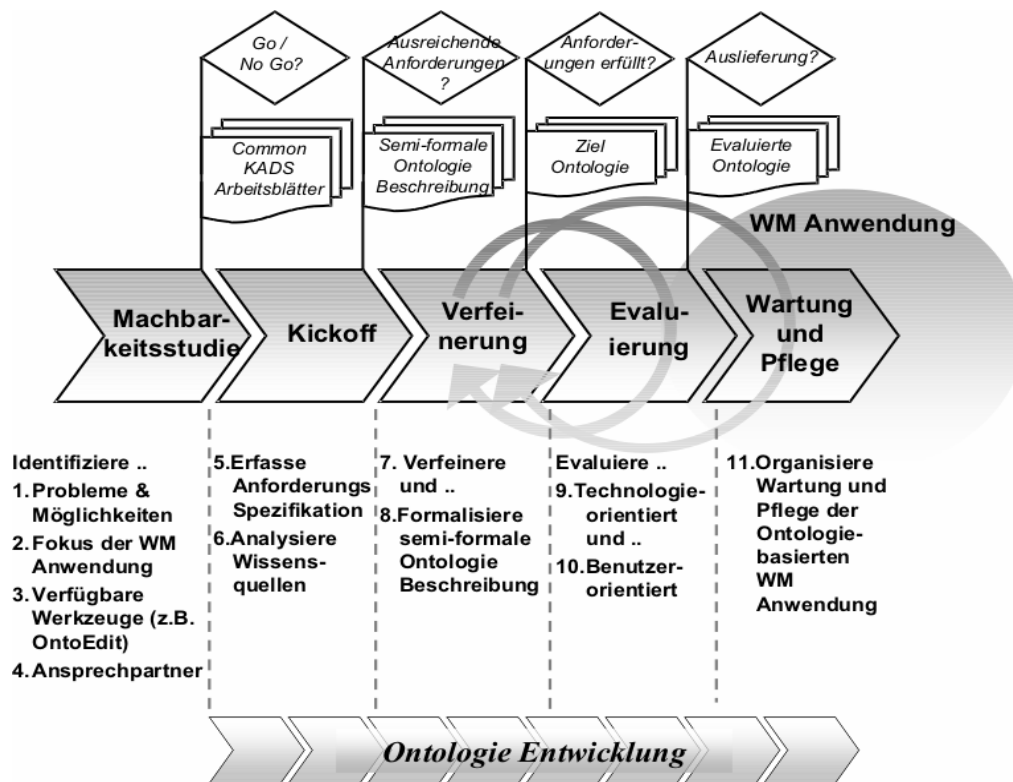 Go /
No Go?
Ausreichende
Anforderungen
?
Anforder-
ungen erfüllt?
Auslieferung?
Common
KADS
Arbeitsblätter
Semi-formale
Ontologie
Beschreibung
Ziel
Ontologie
Evaluierte
Ontologie
WM Anwendung
Machbar-
keitsstudie
Kickoff
Verfei-
nerung
Evalu-
ierung
Wartung
und
Pflege
Identifiziere ..
1. Probleme &
Möglichkeiten
2. Fokus der WM
Anwendung
3. Verfügbare
Werkzeuge (z.B.
OntoEdit)
4. Ansprechpartner
5. Erfasse
Anforderungs
Spezifikation
6. Analysiere
Wissens-
quellen
7. Verfeinere
und ..
8. Formalisiere
semi-formale
Ontologie
Beschreibung
Evaluiere ..
9. Technologie-
orientiert
und ..
10. Benutzer-
orientiert
11. Organisiere
Wartung und
Pflege der
Ontologie-
basierten
WM
Anwendung
Ontologie Entwicklung